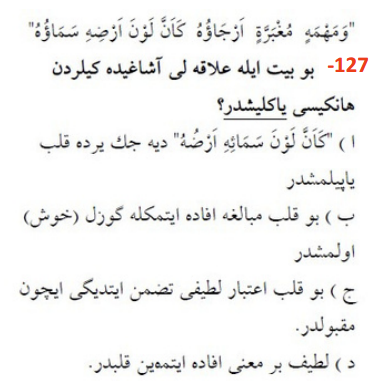 "وَمَهْمَهٍ مُغْبَرَّةٍ اَرْجَاؤُهُ كَاَنَّ لَوْنَ اَرْضِهِ سَمَاؤُهُ"
127- بو بيت ايله علاقه لى آشاغيده كيلردن
هانكيسى ياكليشدر؟
ا ) "كَاَنَّ لَوْنَ سَمَائِهِ اَرْضُهُ" ديه جك يرده قلب
ياپيلمشدر
ب ) بو قلب مبالغه افاده ايتمكله گوزل (خوش)
اولمشدر
ج ) بو قلب اعتبار لطيفى تضمن ايتديگى ايچون
مقبولدر.
د ) لطيف بر معنى افاده ايتمه‌ين قلبدر.